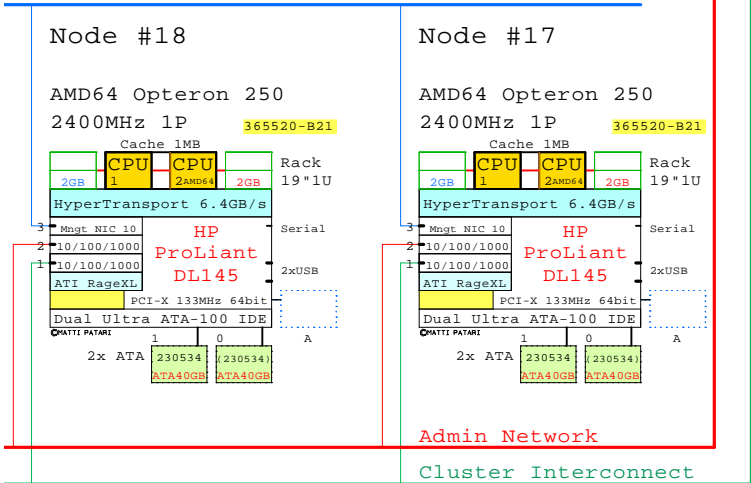 Node #18
AMD64 Opteron 250
2400MHz 1P
365520-B21
Cache 1MB
CPU
1
CPU
2AMD64
2GB
2GB
Rack
19"1U
HyperTransport 6.4GB/s
3
Mngt NIC 10
2
10/100/1000
1
10/100/1000
ATI RageXL
HP
ProLiant
DL145
Serial
2xUSB
PCI-X 133MHz 64bit
Dual Ultra ATA-100 IDE
©MATTI PATARI
1
0
A
2x ATA
230534
ATA40GB
(230534)
ATA40GB
Node #17
AMD64 Opteron 250
2400MHz 1P
365520-B21
Cache 1MB
CPU
1
CPU
2AMD64
2GB
2GB
Rack
19"1U
HyperTransport 6.4GB/s
3
Mngt NIC 10
2
10/100/1000
1
10/100/1000
ATI RageXL
HP
ProLiant
DL145
Serial
2xUSB
PCI-X 133MHz 64bit
Dual Ultra ATA-100 IDE
©MATTI PATARI
1
0
A
2x ATA
230534
ATA40GB
(230534)
ATA40GB
Admin Network
Cluster Interconnect